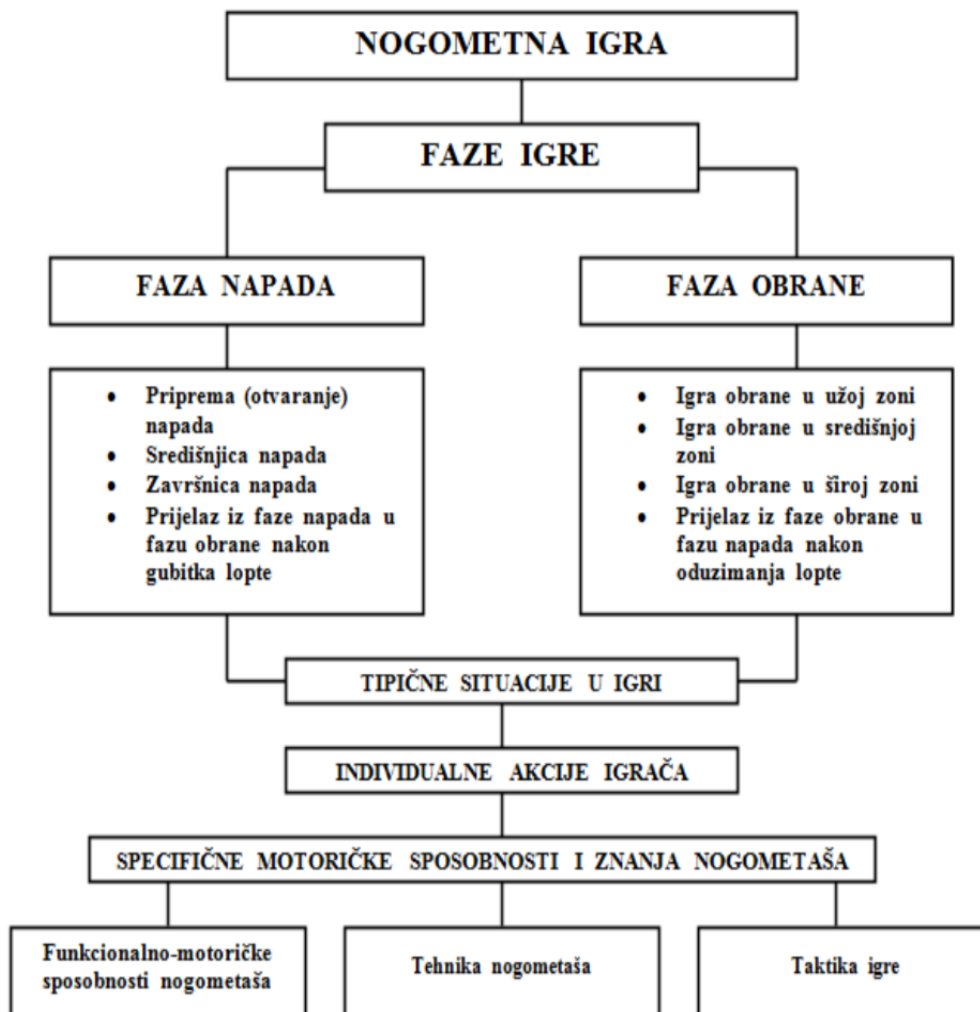 NOGOMETNA IGRA
FAZE IGRE
FAZA NAPADA
• Priprema (otvaranje)
napada
• Središnjica napada
• Završnica napada
• Prijelaz iz faze napada u
fazu obrane nakon
gubitka lopte
FAZA OBRANE
• Igra obrane u užoj zoni
• Igra obrane u središnjoj
zoni
• Igra obrane u široj zoni
• Prijelaz iz faze obrane u
fazu napada nakon
oduzimanja lopte
TIPIČNE SITUACIJE U IGRI
INDIVIDUALNE AKCIJE IGRAČA
SPECIFIČNE MOTORIČKE SPOSOBNOSTI I ZNANJA NOGOMETAŠA
Funkcionalno-motoričke
sposobnosti nogometaša
Tehnika nogometaša
Taktika igre